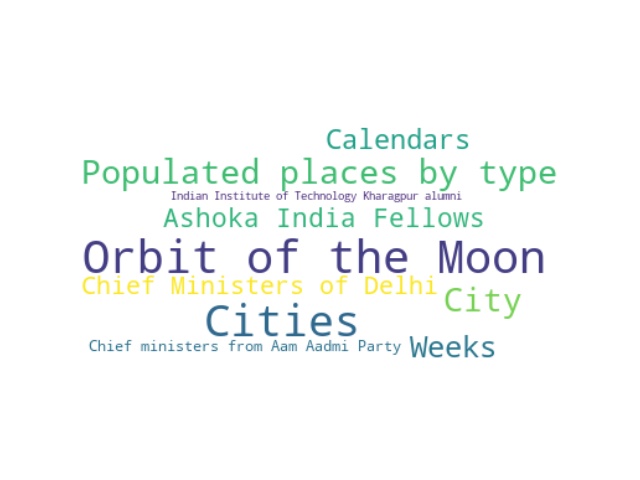 Calendars
Populated places by type
Indian Institute of Technology Kharagpur alumni
Ashoka India Fellows
Orbit of the Moon
Chief Ministers of Delhi
City
Cities
Chief ministers from Aam Aadmi Party
Weeks